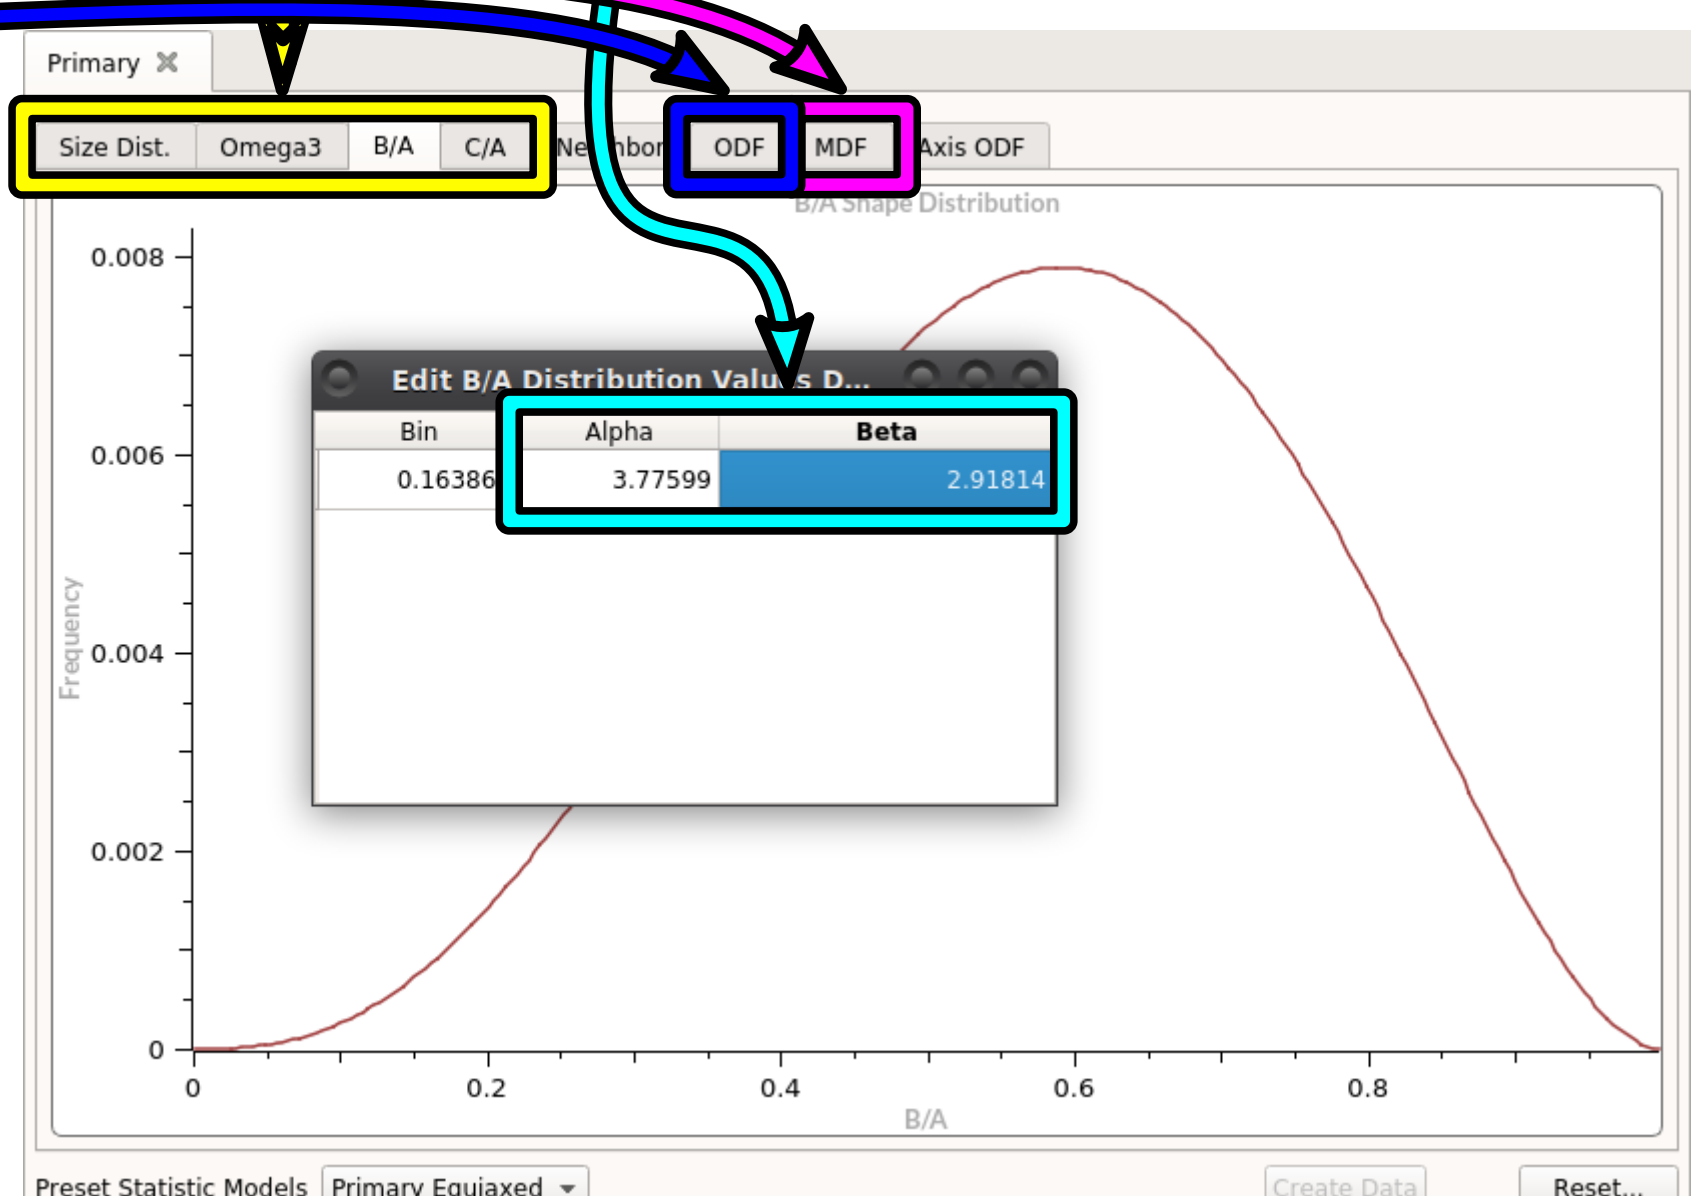 Primary
Size Dist. Omega3 B/A C/A ODF MDF Axis ODF
B/A Shape Distribution
0.008
0.006
0.004
0.002
0
Frequency
Edit B/A Distribution Values D...
Bin Alpha Beta
0.16386 3.77599 2.91814
0 0.2 0.4 0.6 0.8
B/A
Preset Statistic Models Primary Equiaxed Create Data Reset...